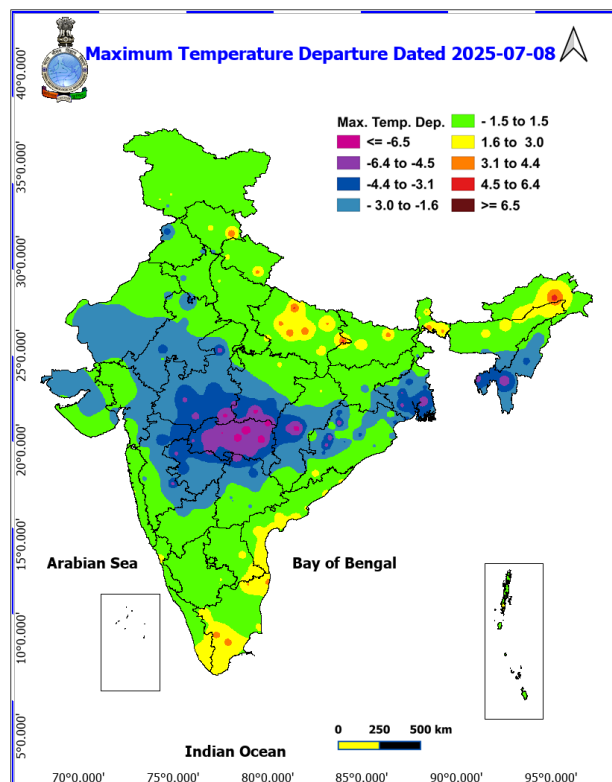 Maximum Temperature Departure Dated 2025-07-08
Max. Temp. Dep.
<= -6.5
-6.4 to -4.5
-4.4 to -3.1
- 3.0 to -1.6
- 1.5 to 1.5
1.6 to 3.0
3.1 to 4.4
4.5 to 6.4
>= 6.5
40°0.000'
35°0.000'
30°0.000'
25°0.000'
20°0.000'
15°0.000'
10°0.000'
5°0.000'
Arabian Sea
Bay of Bengal
Indian Ocean
0 250 500 km
70°0.000' 75°0.000' 80°0.000' 85°0.000' 90°0.000' 95°0.000'